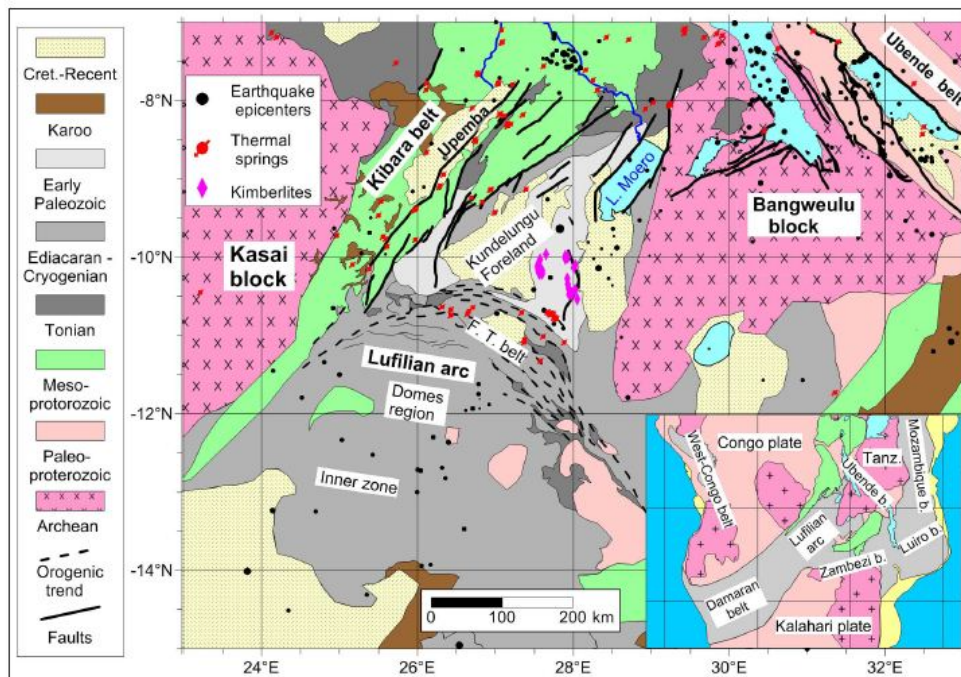 Cret.-Recent
Karoo
Early
Paleozoic
Ediacaran -
Cryogenian
Tonian
Meso-
protorozoic
Paleo-
proterozoic
Archean
Orogenic
trend
Faults
-8°N
-10°N
-12°N
-14°N
24°E
26°E
28°E
30°E
32°E
Earthquake
epicenters
Thermal
springs
Kimberlites
Kibara belt
Upemba
Ubende belt
L. Moero
Bangweulu
block
Kasai
block
Kundelungu
Foreland
F. T. belt
Lufilian arc
Domes
region
Inner zone
0
100
200 km
Congo plate
West-Congo belt
Tanz.
Mozambique b.
Ubende b.
Lufilian
arc
Luiro b.
Zambezi b.
Damaran
belt
Kalahari plate